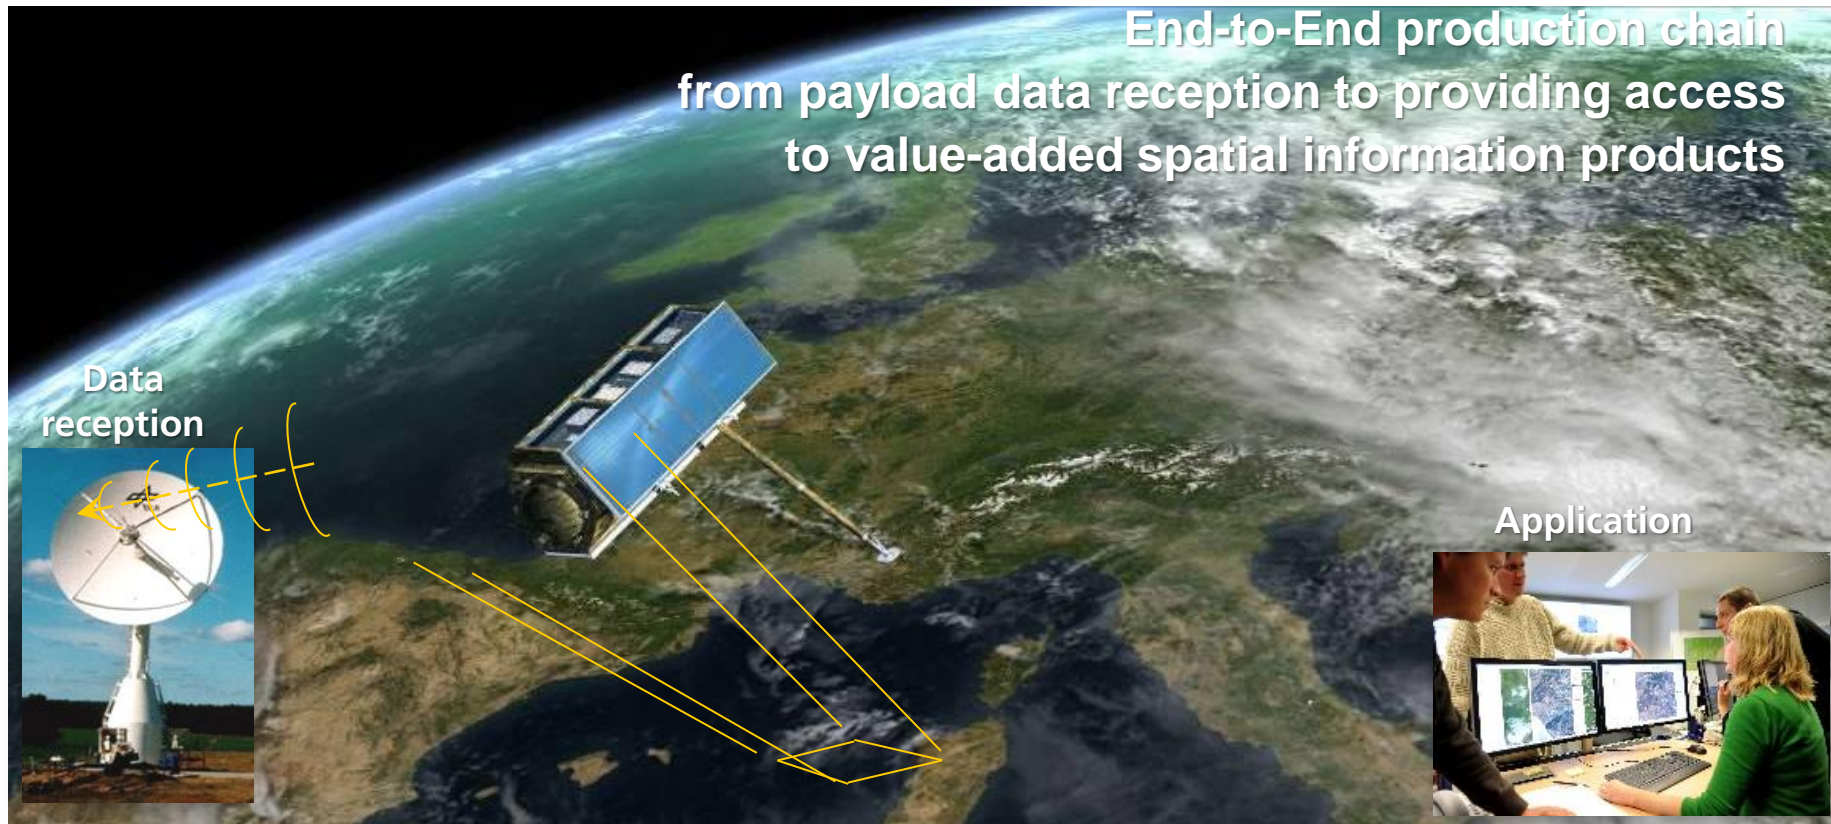 End-to-End production chain
from payload data reception to providing access
to value-added spatial information products
Data
reception
Application